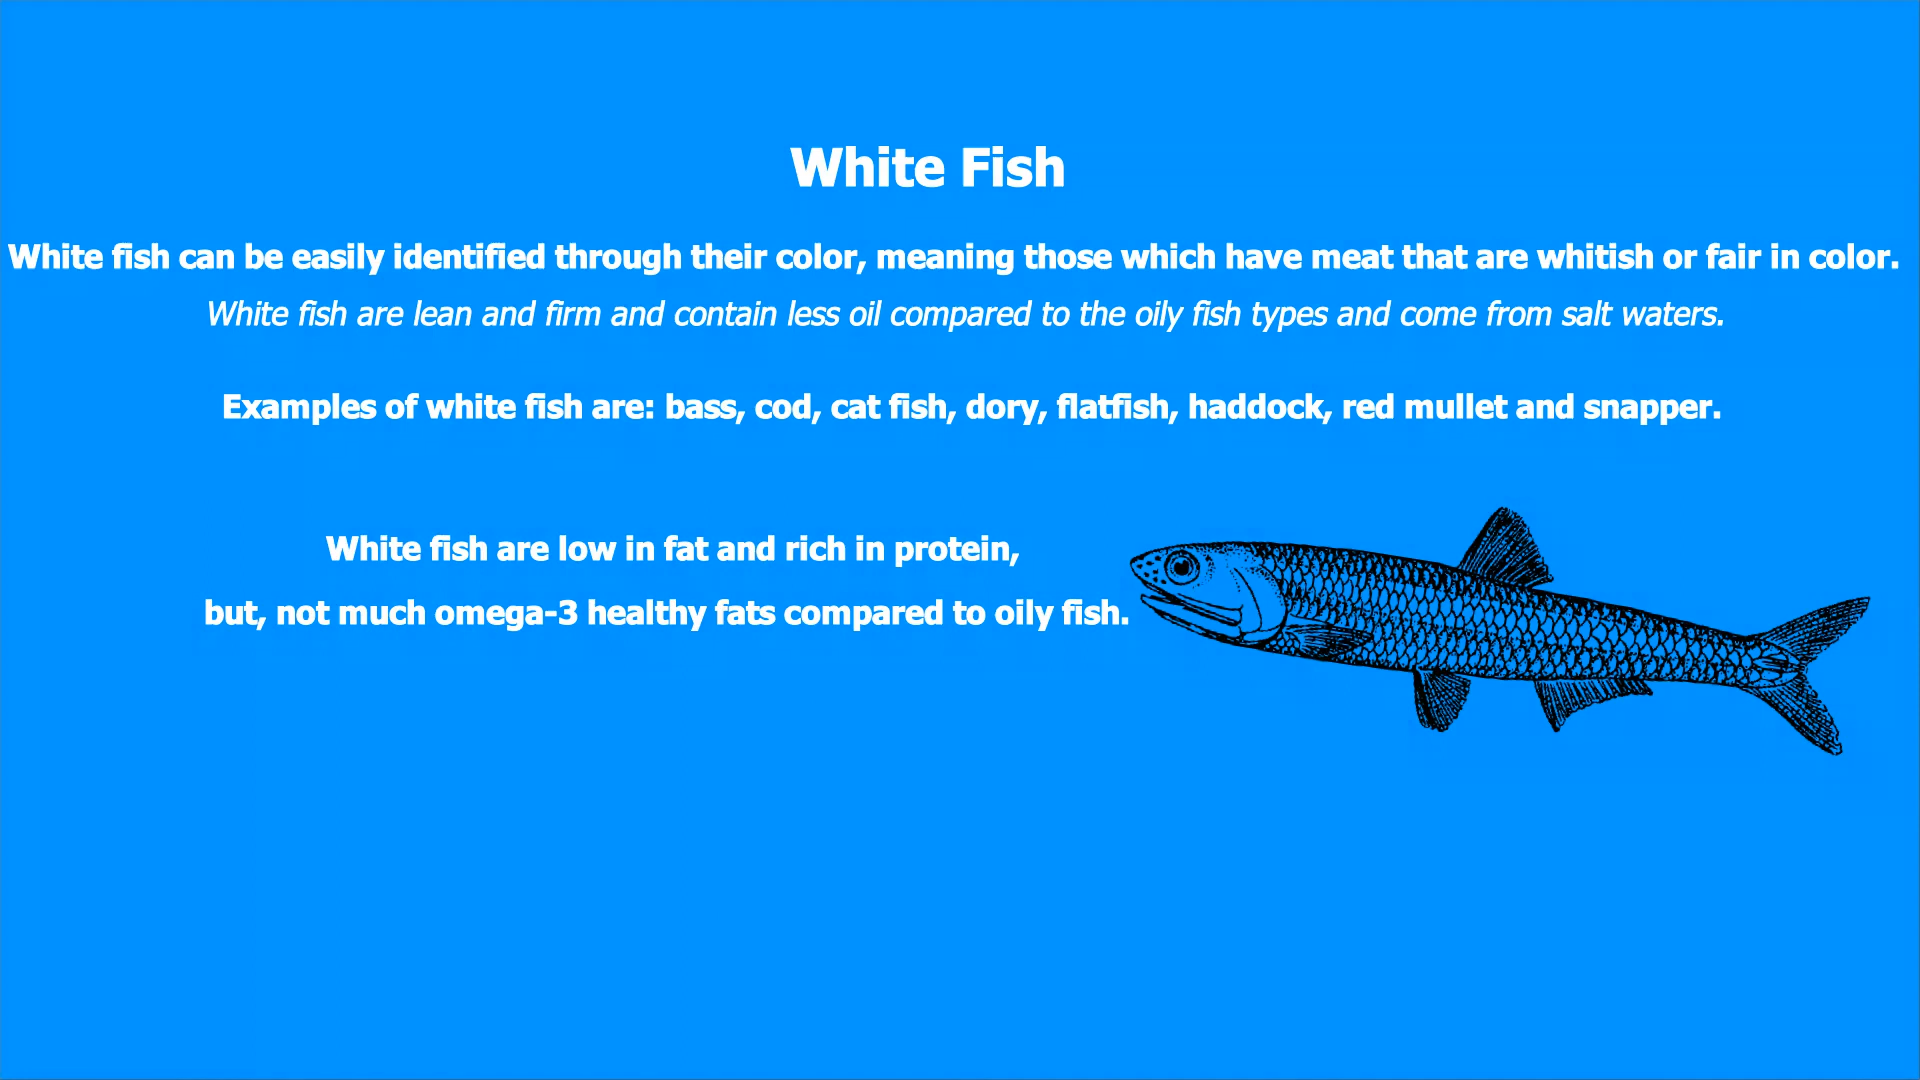 White Fish
White fish can be easily identified through their color, meaning those which have meat that are whitish or fair in color.
White fish are lean and firm and contain less oil compared to the oily fish types and come from salt waters.
Examples of white fish are: bass, cod, cat fish, dory, flatfish, haddock, red mullet and snapper.
White fish are low in fat and rich in protein,
but, not much omega-3 healthy fats compared to oily fish.